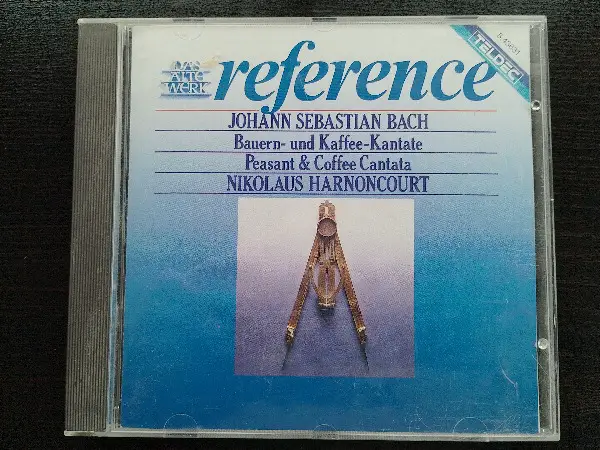 DAS
ALTE
WERK
reference
TELDEC
JOHANN SEBASTIAN BACH
Bauern- und Kaffee-Kantate
Peasant & Coffee Cantata
NIKOLAUS HARNONCOURT